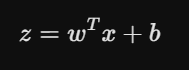 z = w^T x + b